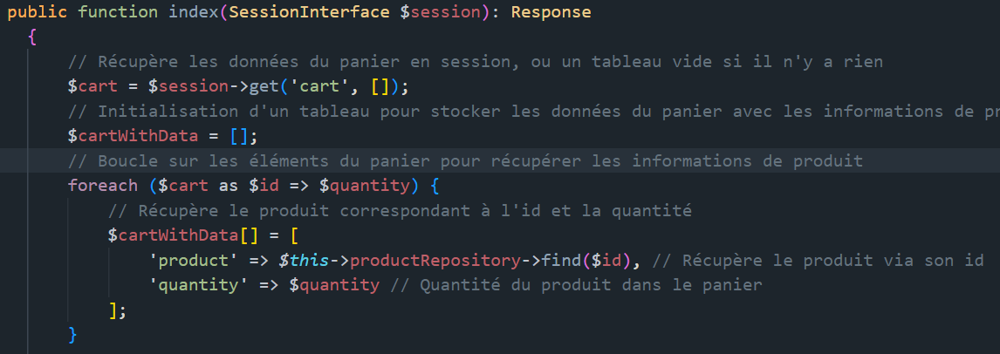 public function index(SessionInterface $session): Response
{
// Récupère les données du panier en session, ou un tableau vide si il n'y a rien
$cart = $session->get('cart', []);
// Initialisation d'un tableau pour stocker les données du panier avec les informations de pr
$cartWithData = [];
// Boucle sur les éléments du panier pour récupérer les informations de produit
foreach ($cart as $id => $quantity) {
// Récupère le produit correspondant à l'id et la quantité
$cartWithData[] = [
'product' => $this->productRepository->find($id), // Récupère le produit via son id
'quantity' => $quantity // Quantité du produit dans le panier
];
}